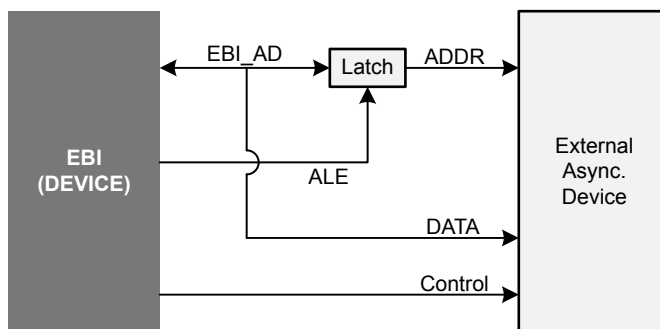 EBI_AD
Latch
ADDR
EBI
(DEVICE)
ALE
External
Async.
Device
DATA
Control